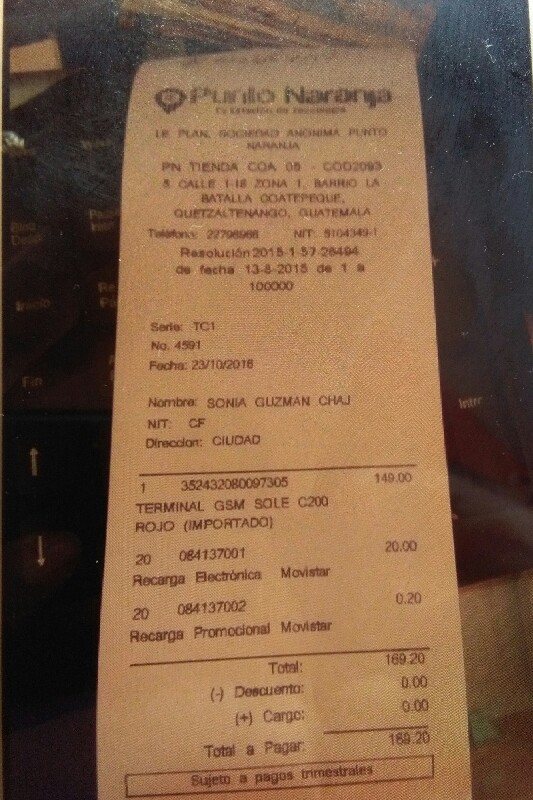 Punto Naranja
Tu Estación de Tecnología
LE PLAN, SOCIEDAD ANONIMA PUNTO
NARANJA
PN TIENDA COA 05 - COD2093
5 CALLE 1-18 ZONA 1, BARRIO LA
BATALLA COATEPEQUE,
QUETZALTENANGO, GUATEMALA
Teléfono: 22798988 NIT: 5104349-1
Resolución 2015-1-57-26494
de fecha 13-8-2015 de 1 a
100000
Serie: TC1
No. 4591
Fecha: 23/10/2016
Nombre: SONIA GUZMAN CHAJ
NIT: CF
Direccion: CIUDAD
1 352432080097305 149.00
TERMINAL GSM SOLE C200
ROJO (IMPORTADO)
20 084137001 20.00
Recarga Electrónica Movistar
20 084137002 0.20
Recarga Promocional Movistar
Total: 169.20
(-) Descuento: 0.00
(+) Cargo: 0.00
Total a Pagar: 169.20
Sujeto a pagos trimestrales
Inicio
Fin
Intro